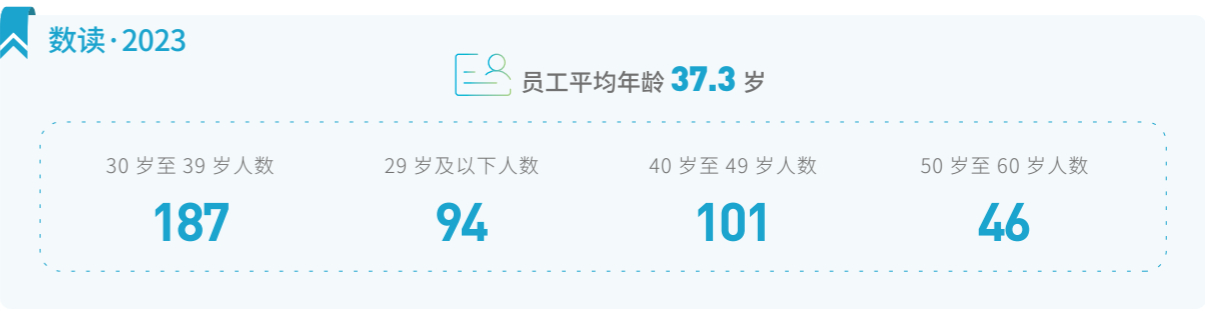 数读·2023
员工平均年龄 37.3 岁
30 岁至 39 岁人数
187
29 岁及以下人数
94
40 岁至 49 岁人数
101
50 岁至 60 岁人数
46